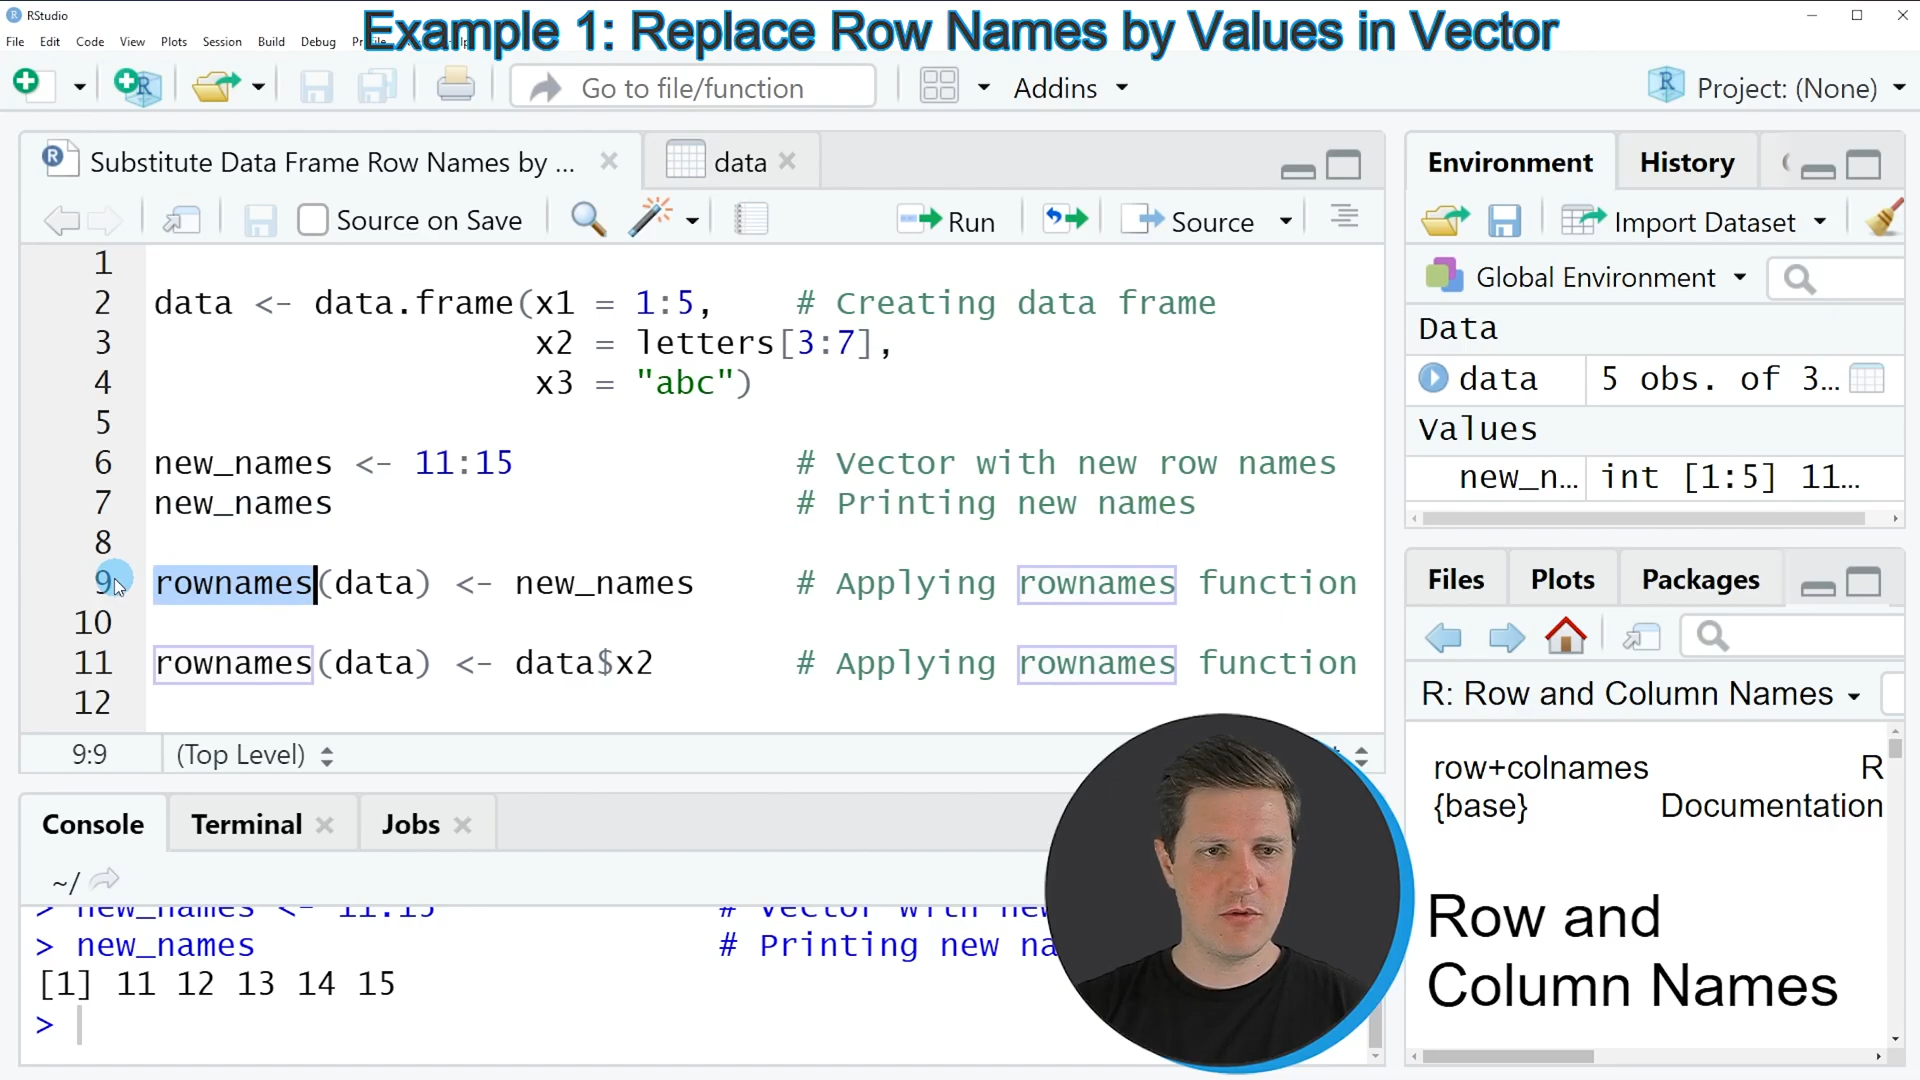 RStudio
Example 1: Replace Row Names by Values in Vector
File Edit Code View Plots Session Build Debug
Go to file/function
Addins
Project: (None)
Substitute Data Frame Row Names by ...
data
Source on Save
Run
Source
1
2 data <- data.frame(x1 = 1:5, # Creating data frame
3 x2 = letters[3:7],
4 x3 = "abc")
5
6 new_names <- 11:15 # Vector with new row names
7 new_names # Printing new names
8
9 rownames(data) <- new_names # Applying rownames function
10
11 rownames(data) <- data$x2 # Applying rownames function
12
9:9 (Top Level)
Console Terminal Jobs
~/
> new_names <- 11:15 # Vector with new
> new_names # Printing new na
[1] 11 12 13 14 15
>
Environment History
Import Dataset
Global Environment
Data
data 5 obs. of 3...
Values
new_n... int [1:5] 11...
Files Plots Packages
R: Row and Column Names
row+colnames R
{base} Documentation
Row and
Column Names